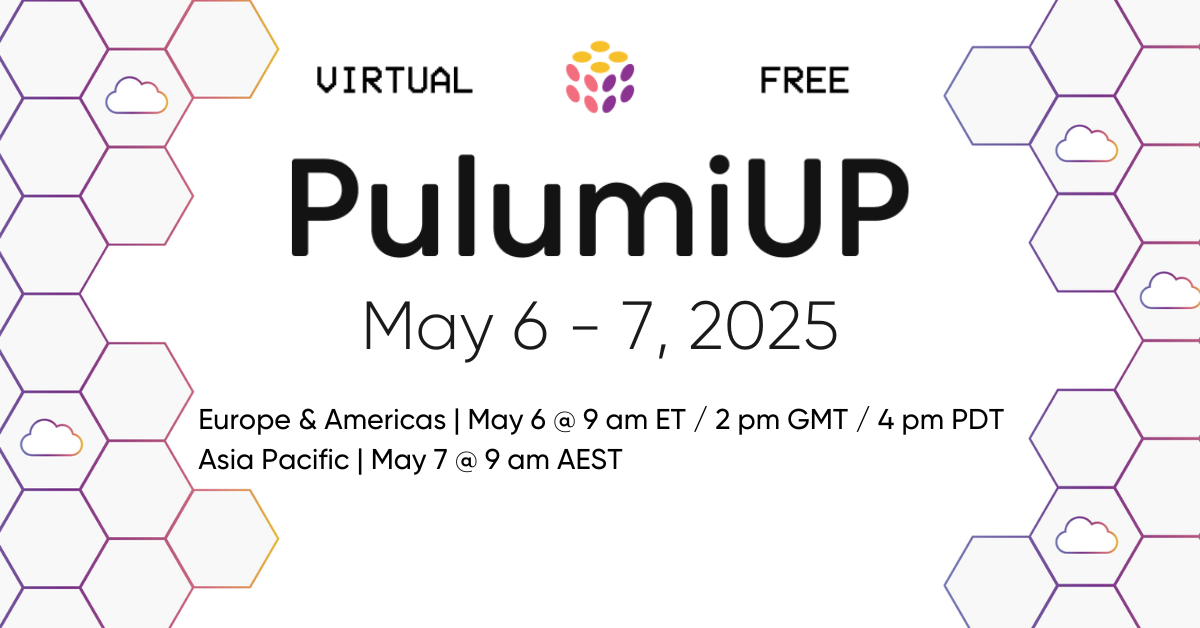 VIRTUAL FREE
PulumiUP
May 6 - 7, 2025
Europe & Americas | May 6 @ 9 am ET / 2 pm GMT / 4 pm PDT
Asia Pacific | May 7 @ 9 am AEST